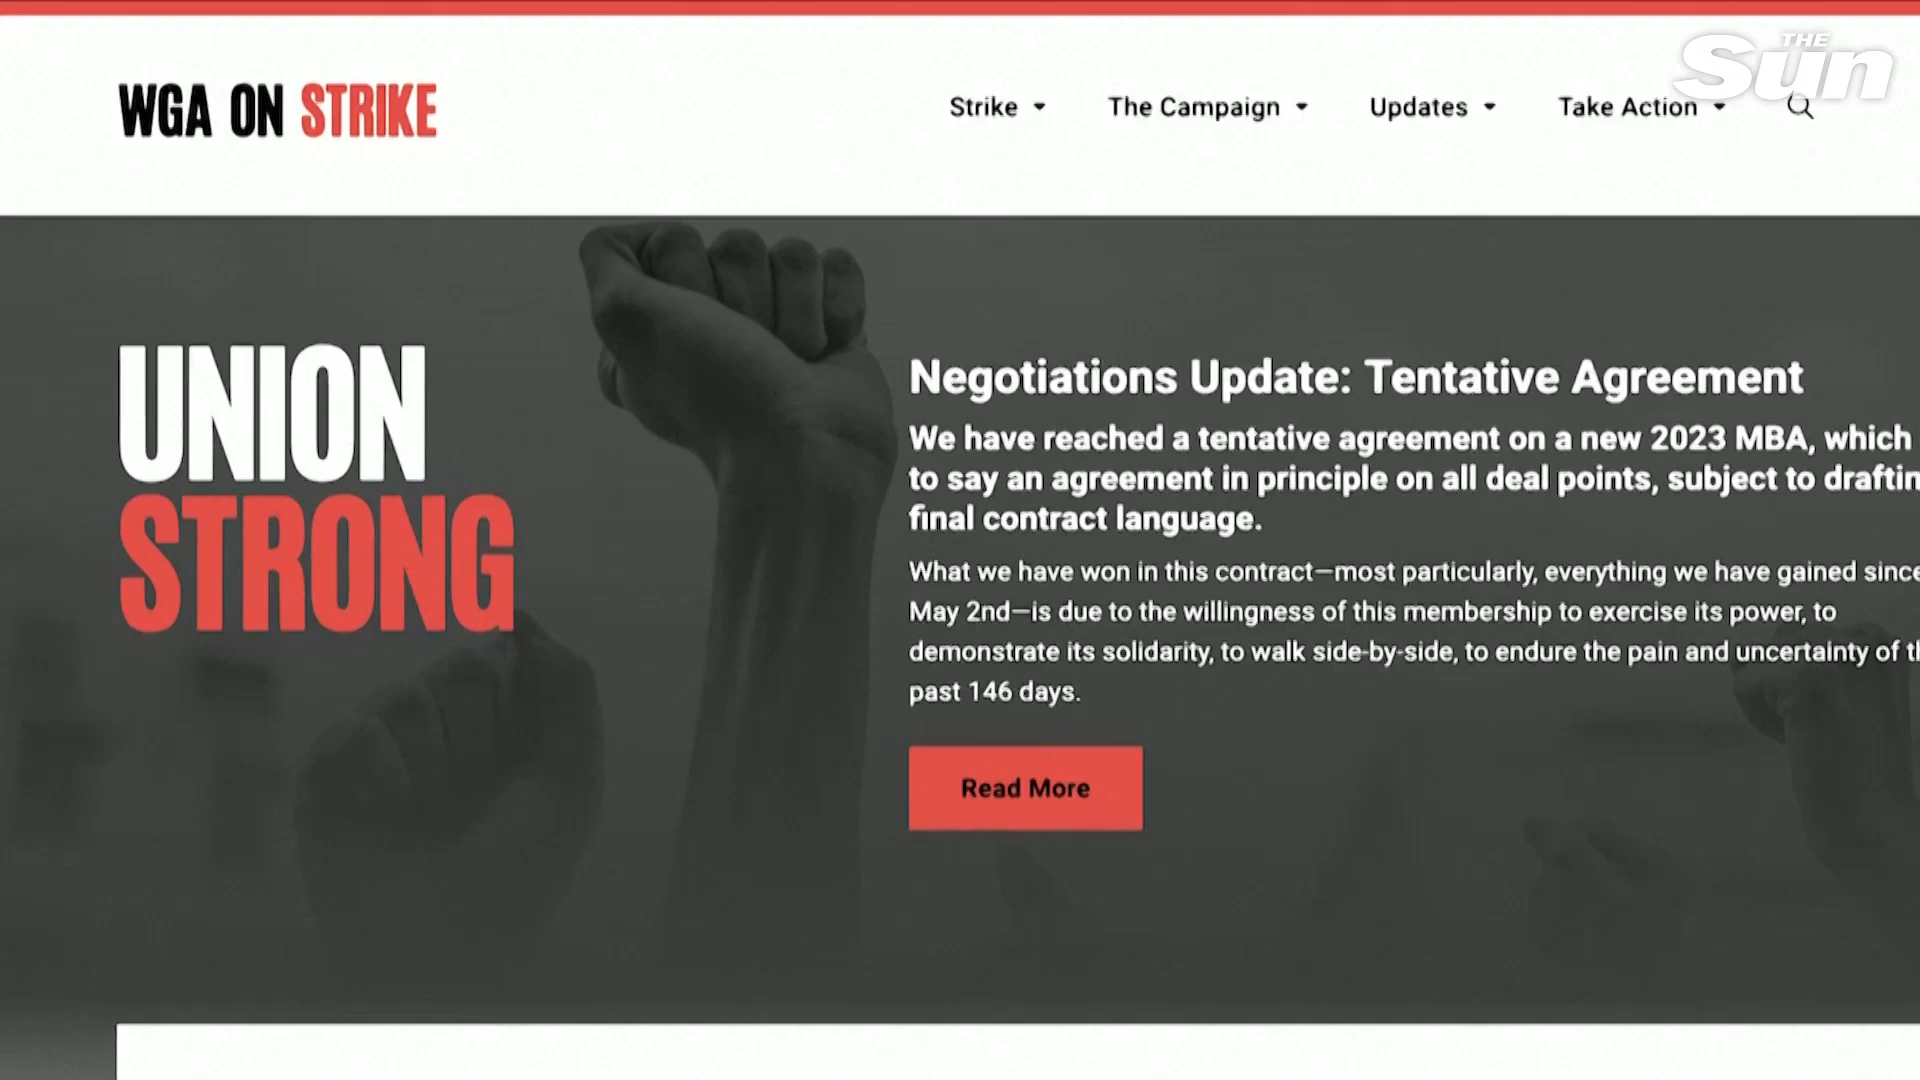 THE
Sun
WGA ON STRIKE
Strike
The Campaign
Updates
Take Action
UNION
STRONG
Negotiations Update: Tentative Agreement
We have reached a tentative agreement on a new 2023 MBA, which
to say an agreement in principle on all deal points, subject to
final contract language.
What we have won in this contract—most particularly, everything we have gained since
May 2nd—is due to the willingness of this membership to exercise its power, to
demonstrate its solidarity, to walk side-by-side, to endure the pain and uncertainty of
past 146 days.
Read More